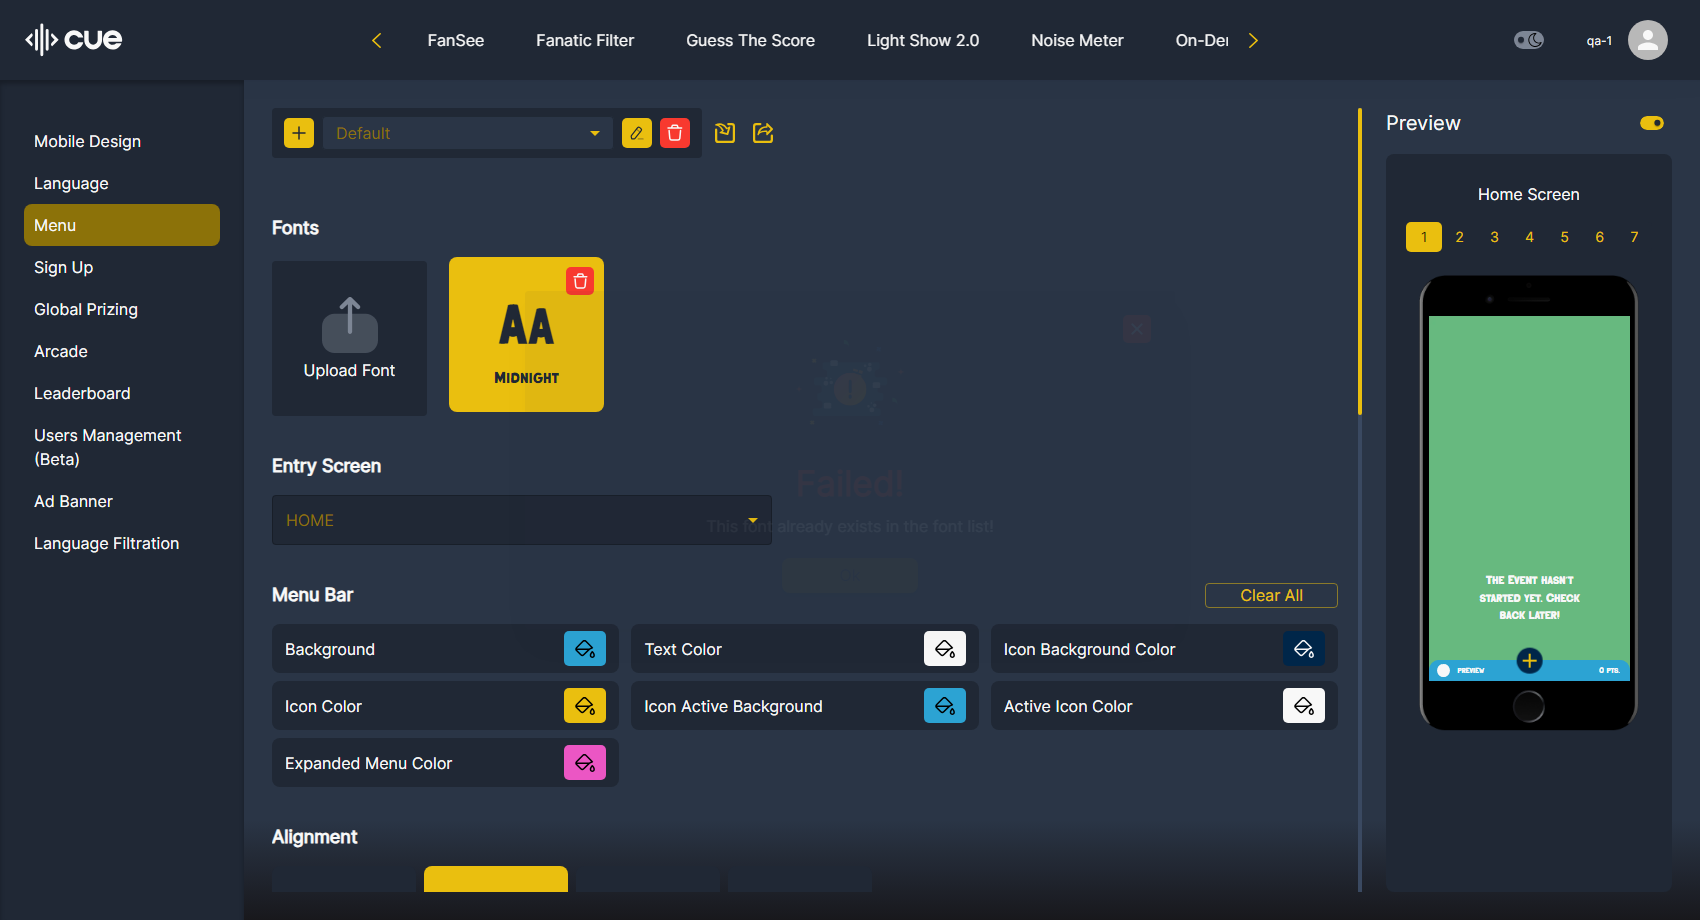 cue
FanSee
Fanatic Filter
Guess The Score
Light Show 2.0
Noise Meter
On-Der
qa-1
Mobile Design
Language
Menu
Sign Up
Global Prizing
Arcade
Leaderboard
Users Management
(Beta)
Ad Banner
Language Filtration
Default
Fonts
Upload Font
AA
Midnight
Failed!
This font already exists in the font list!
Entry Screen
HOME
Menu Bar
Clear All
Background
Text Color
Icon Background Color
Icon Color
Icon Active Background
Active Icon Color
Expanded Menu Color
Alignment
Preview
Home Screen
1 2 3 4 5 6 7
The Event hasn't
started yet. Check
back later!
PREVIEW
0 PTS.